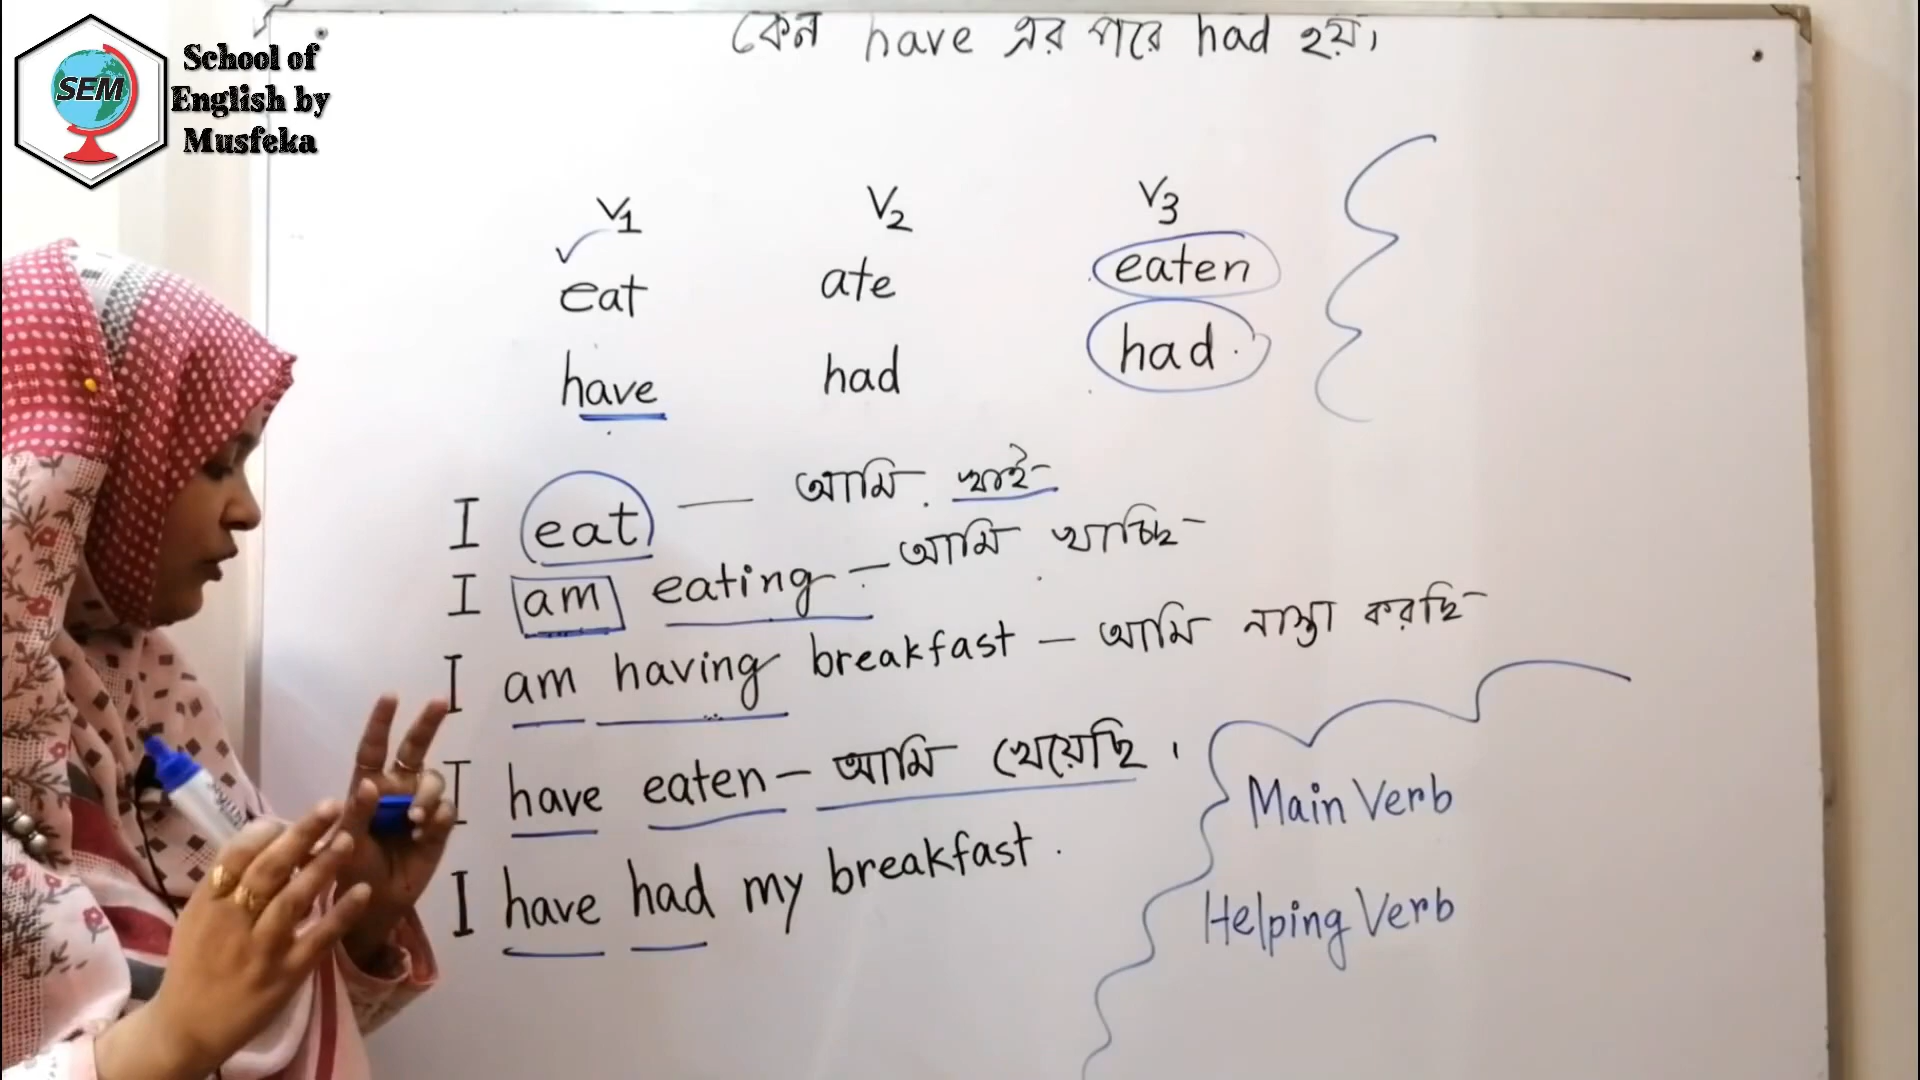 SEM
School of
English by
Musfeka
কেন have এর পরে had হয়।
V1 V2 V3
eat ate eaten
have had had
I eat — আমি খাই
I am eating – আমি খাচ্ছি
I am having breakfast – আমি নাস্তা করছি
I have eaten – আমি খেয়েছি।
I have had my breakfast.
Main Verb
Helping Verb